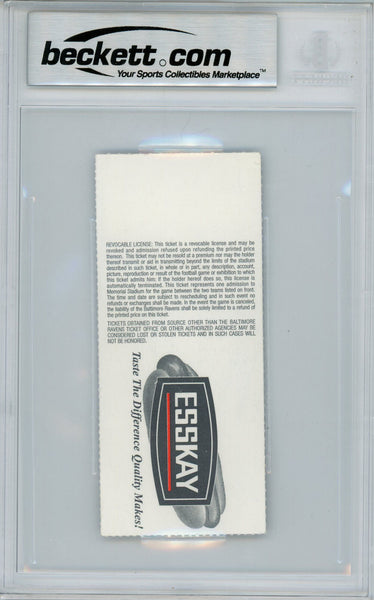 beckett.com
Your Sports Collectibles Marketplace™
REVOCABLE LICENSE: This ticket is a revocable license and may be
revoked and admission refused upon refunding the printed price
thereon. This ticket may not be resold at a premium nor may the holder
thereof transmit or aid in transmitting beyond the limits of the stadium
described in such ticket, in whole or in part, any description, account,
picture, reproduction or result of the football game or exhibition to which
this ticket admits him. If the holder hereof does so, this license is
automatically terminated. This ticket represents one admission to
Memorial Stadium for the game between the two teams listed on front.
The time and date are subject to rescheduling and in such event no
refunds or exchanges shall be made. In the event the game is canceled,
the liability of the Baltimore Ravens shall be solely limited to a refund of
the printed price on this ticket.
TICKETS OBTAINED FROM SOURCE OTHER THAN THE BALTIMORE
RAVENS TICKET OFFICE OR OTHER AUTHORIZED AGENCIES MAY BE
CONSIDERED LOST OR STOLEN TICKETS AND IN SUCH CASES WILL
NOT BE HONORED.
ESSKAY
Taste The Difference Quality Makes!